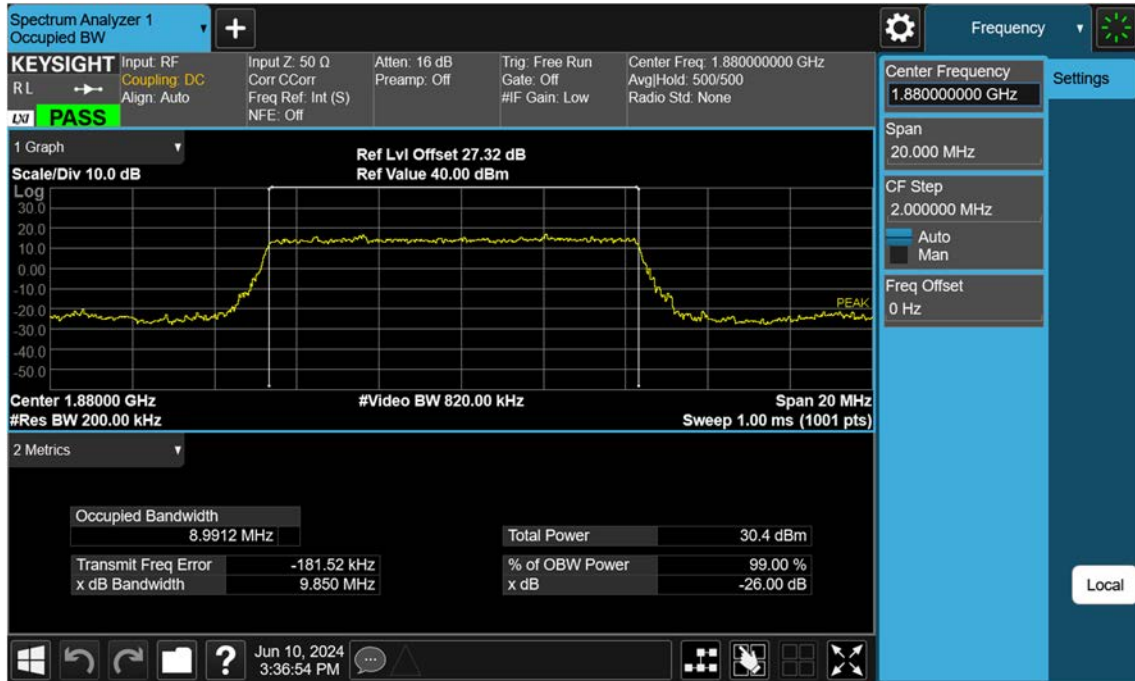 Spectrum Analyzer 1
Occupied BW
+
Frequency
KEYSIGHT
RL
LXI
PASS
Input: RF
Coupling: DC
Align: Auto
Input Z: 50 Ω
Corr CCorr
Freq Ref: Int (S)
NFE: Off
Atten: 16 dB
Preamp: Off
Trig: Free Run
Gate: Off
#IF Gain: Low
Center Freq: 1.880000000 GHz
Avg|Hold: 500/500
Radio Std: None
1 Graph
Scale/Div 10.0 dB
Ref Lvl Offset 27.32 dB
Ref Value 40.00 dBm
Log
30.0
20.0
10.0
0.00
-10.0
-20.0
-30.0
-40.0
-50.0
PEAK
Center 1.88000 GHz
#Video BW 820.00 kHz
Span 20 MHz
#Res BW 200.00 kHz
Sweep 1.00 ms (1001 pts)
2 Metrics
Occupied Bandwidth
8.9912 MHz
Total Power 30.4 dBm
Transmit Freq Error -181.52 kHz
% of OBW Power 99.00 %
x dB Bandwidth 9.850 MHz
x dB -26.00 dB
Center Frequency
1.880000000 GHz
Settings
Span
20.000 MHz
CF Step
2.000000 MHz
Auto
Man
Freq Offset
0 Hz
Local
?
Jun 10, 2024
3:36:54 PM